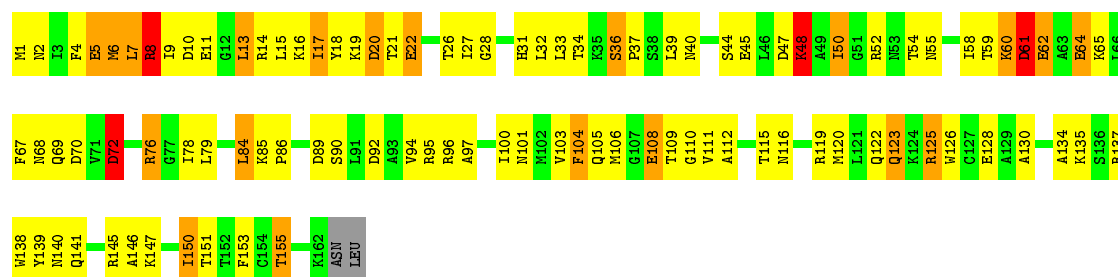 M1 N2 I3 F4 E5 M6 L7 R8 I9 D10 E11 G12 L13 R14 L15 K16 I17 Y18 K19 D20 T21 E22 T26 I27 G28 H31 L32 L33 T34 K35 S36 P37 S38 L39 N40 S44 E45 L46 D47 K48 A49 I50 G51 R52 N53 T54 N55 I58 T59 K60 D61 E62 A63 E64 K65 L66
F67 N68 Q69 D70 V71 D72 R76 G77 I78 L79 L84 K85 P86 D89 S90 L91 D92 A93 V94 R95 R96 A97 I100 N101 M102 V103 F104 Q105 M106 G107 E108 T109 G110 V111 A112 T115 N116 R119 M120 L121 Q122 Q123 K124 R125 W126 C127 E128 A129 A130 A134 K135 S136 R137
W138 Y139 N140 Q141 R145 A146 K147 I150 T151 T152 F153 C154 T155 K162 ASN LEU